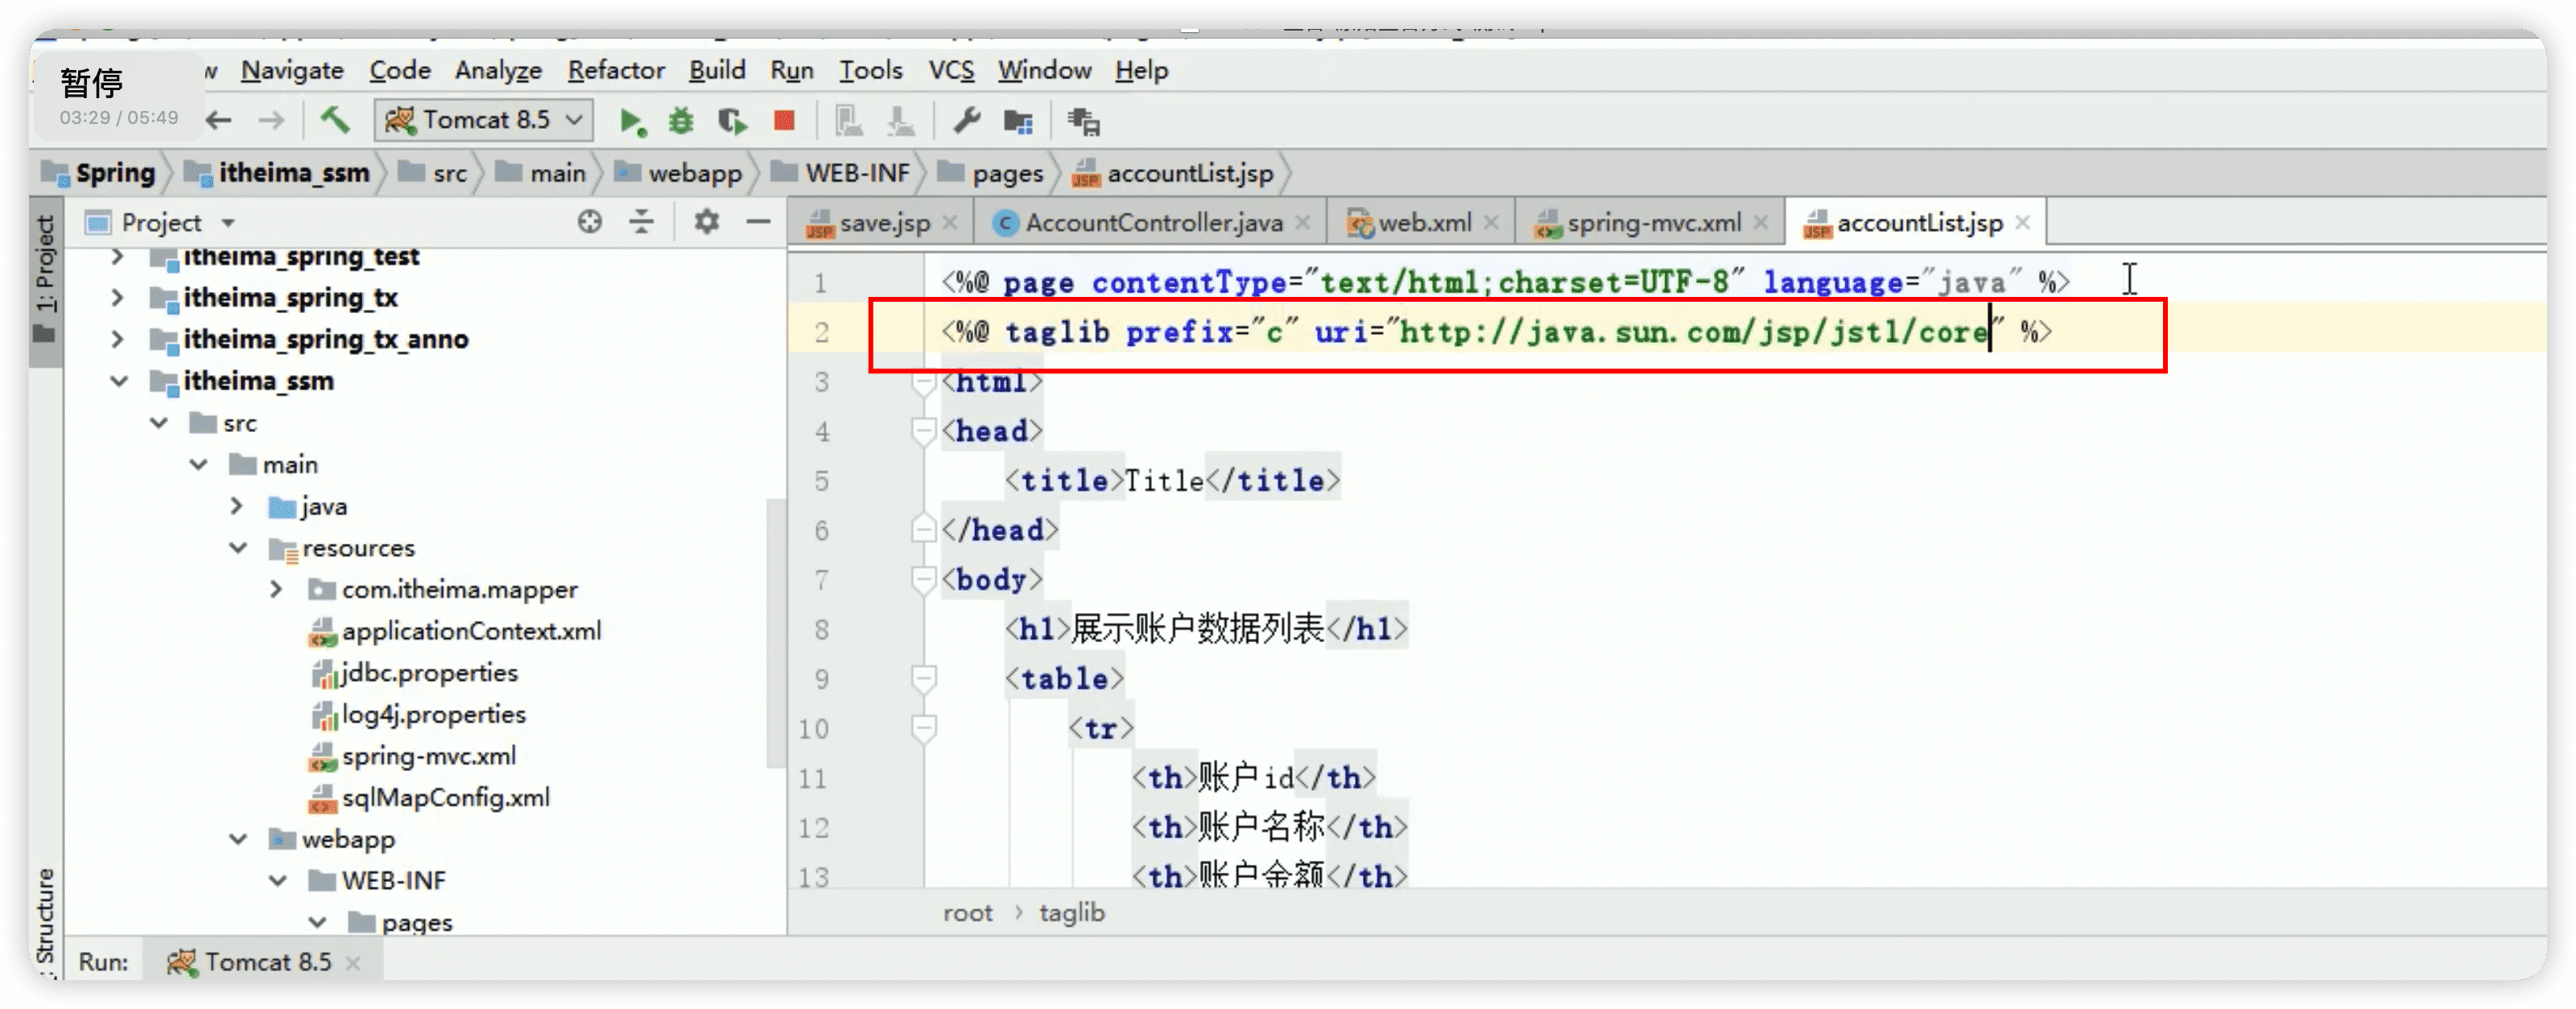 暂停
03:29 / 05:49
w Navigate Code Analyze Refactor Build Run Tools VCS Window Help
Tomcat 8.5
Spring itheima_ssm src main webapp WEB-INF pages accountList.jsp
1: Project
Project
save.jsp AccountController.java web.xml spring-mvc.xml accountList.jsp
itheima_spring_test
itheima_spring_tx
itheima_spring_tx_anno
itheima_ssm
src
main
java
resources
com.itheima.mapper
applicationContext.xml
jdbc.properties
log4j.properties
spring-mvc.xml
sqlMapConfig.xml
webapp
WEB-INF
pages
1 <%@ page contentType="text/html;charset=UTF-8" language="java" %>
2 <%@ taglib prefix="c" uri="http://java.sun.com/jsp/jstl/core" %>
3 <html>
4 <head>
5 <title>Title</title>
6 </head>
7 <body>
8 <h1>展示账户数据列表</h1>
9 <table>
10 <tr>
11 <th>账户id</th>
12 <th>账户名称</th>
13 <th>账户金额</th>
root > taglib
: Structure
Run: Tomcat 8.5